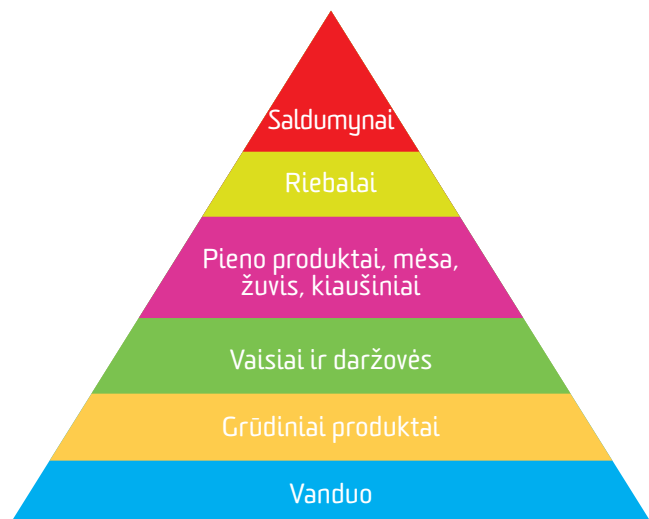 Saldumynai
Riebalai
Pieno produktai, mėsa,
žuvis, kiaušiniai
Vaisiai ir daržovės
Grūdiniai produktai
Vanduo